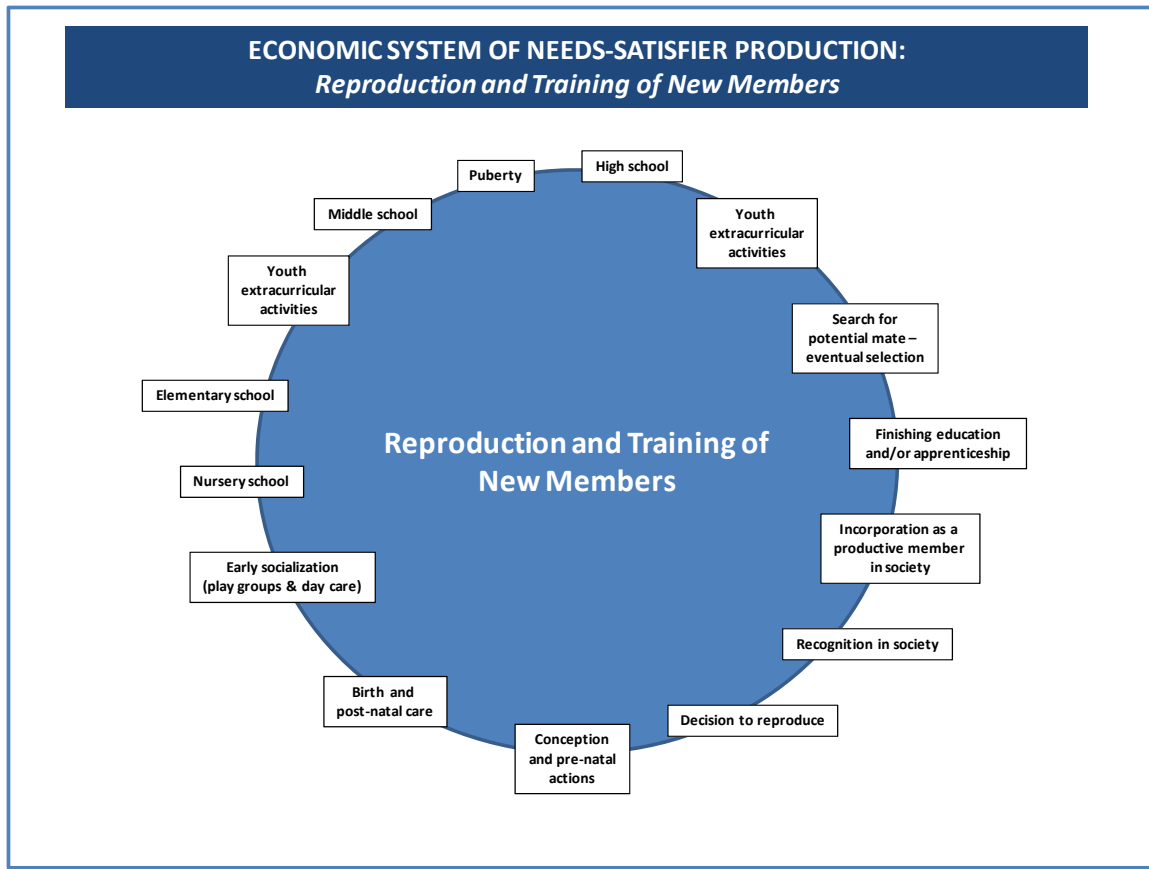 ECONOMIC SYSTEM OF NEEDS-SATISFIER PRODUCTION:
Reproduction and Training of New Members
High school
Puberty
Youth
extracurricular
activities
Middle school
Youth
extracurricular
activities
Search for
potential mate –
eventual selection
Elementary school
Finishing education
and/or apprenticeship
Reproduction and Training of
New Members
Nursery school
Incorporation as a
productive member
in society
Early socialization
(play groups & day care)
Recognition in society
Birth and
post-natal care
Decision to reproduce
Conception
and pre-natal
actions